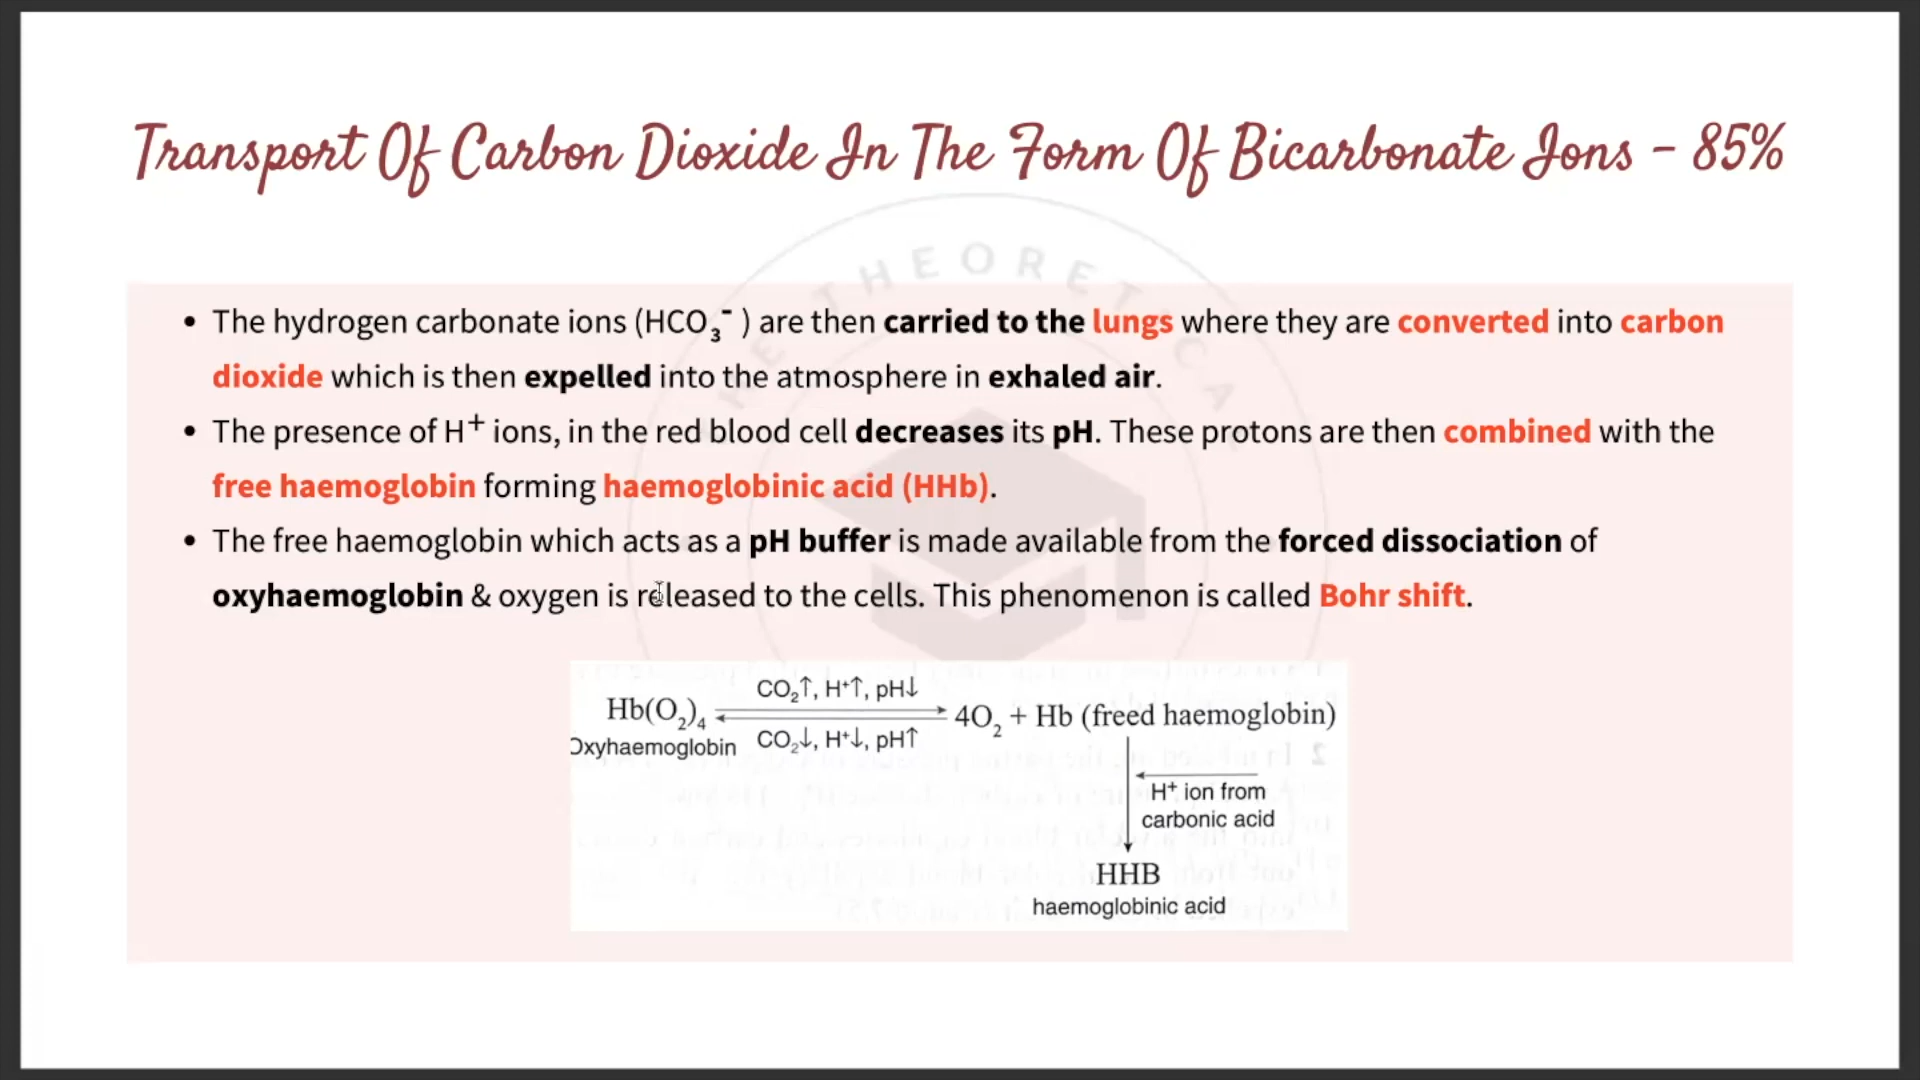 Transport Of Carbon Dioxide In The Form Of Bicarbonate Ions - 85%
THE THEORETICAL
• The hydrogen carbonate ions (HCO₃⁻ ) are then carried to the lungs where they are converted into carbon
dioxide which is then expelled into the atmosphere in exhaled air.
• The presence of H⁺ ions, in the red blood cell decreases its pH. These protons are then combined with the
free haemoglobin forming haemoglobinic acid (HHb).
• The free haemoglobin which acts as a pH buffer is made available from the forced dissociation of
oxyhaemoglobin & oxygen is released to the cells. This phenomenon is called Bohr shift.
CO₂↑, H⁺↑, pH↓
Hb(O₂)₄ ⇌ 4O₂ + Hb (freed haemoglobin)
Oxyhaemoglobin CO₂↓, H⁺↓, pH↑
H⁺ ion from
carbonic acid
HHB
haemoglobinic acid